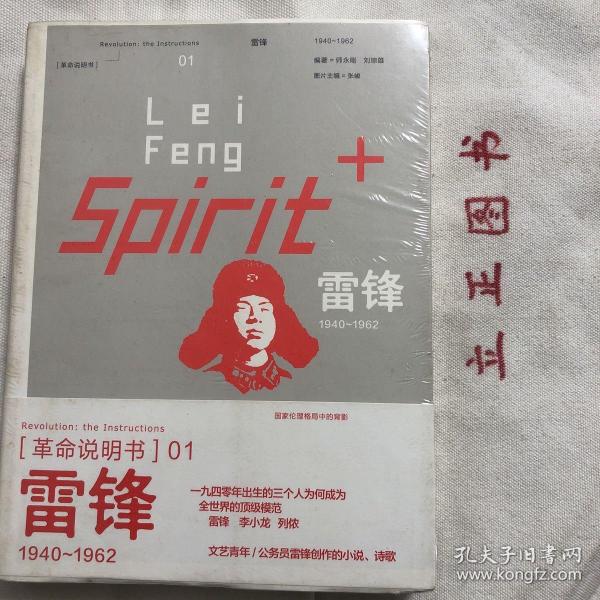 Revolution: the Instructions
雷锋
1940~1962
[革命说明书]
01
编著=师永刚 刘琼雄
图片主编=张峻
Lei
Feng
Spirit +
雷锋
1940~1962
国家伦理格局中的背影
Revolution: the Instructions
[革命说明书] 01
雷锋
1940~1962
一九四零年出生的三个人为何成为
全世界的顶级模范
雷锋 李小龙 列侬
文艺青年/公务员雷锋创作的小说、诗歌
立正图书
孔夫子旧书网
www.kongfz.com